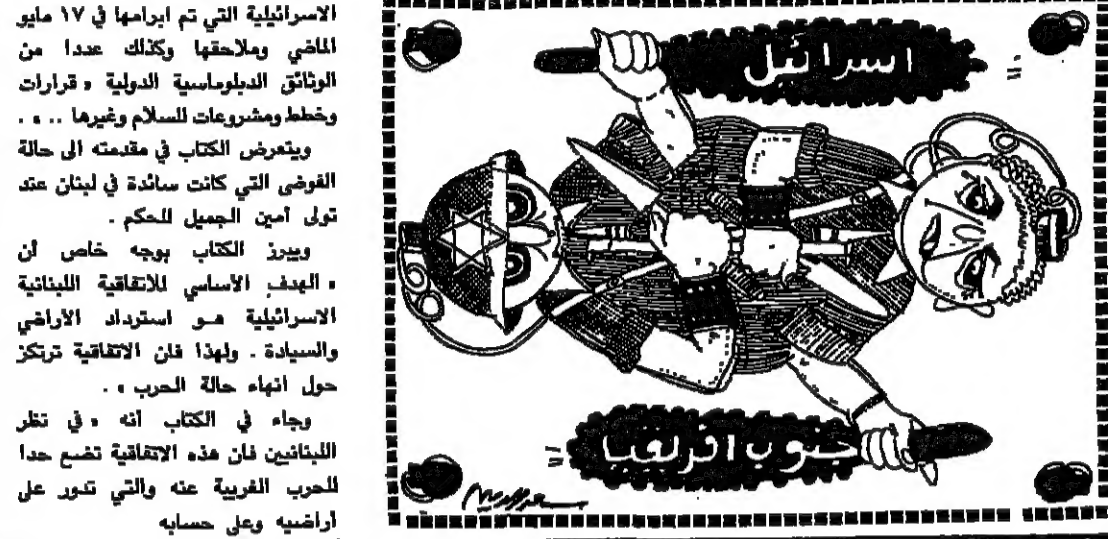 الاسرائيلية التي تم ابرامها في ١٧ مايو
الماضي وملاحقها وكذلك عددا من
الوثائق الدبلوماسية الدولية « قرارات
وخطط ومشروعات للسلام وغيرها .. » .
ويتعرض الكتاب في مقدمته الى حالة
الفوضى التي كانت سائدة في لبنان عند
تولى أمين الجميل للحكم .
ويبرز الكتاب بوجه خاص أن
« الهدف الأساسي للاتفاقية اللبنانية
الاسرائيلية هو استرداد الأراضي
والسيادة . ولهذا فان الاتفاقية ترتكز
حول انهاء حالة الحرب » .
وجاء في الكتاب أنه « في نظر
اللبنانيين فان هذه الاتفاقية تضع حدا
للحرب الغريبة عنه والتي تدور على
أراضيه وعلى حسابه
اسرائيل
جنوب افريقيا